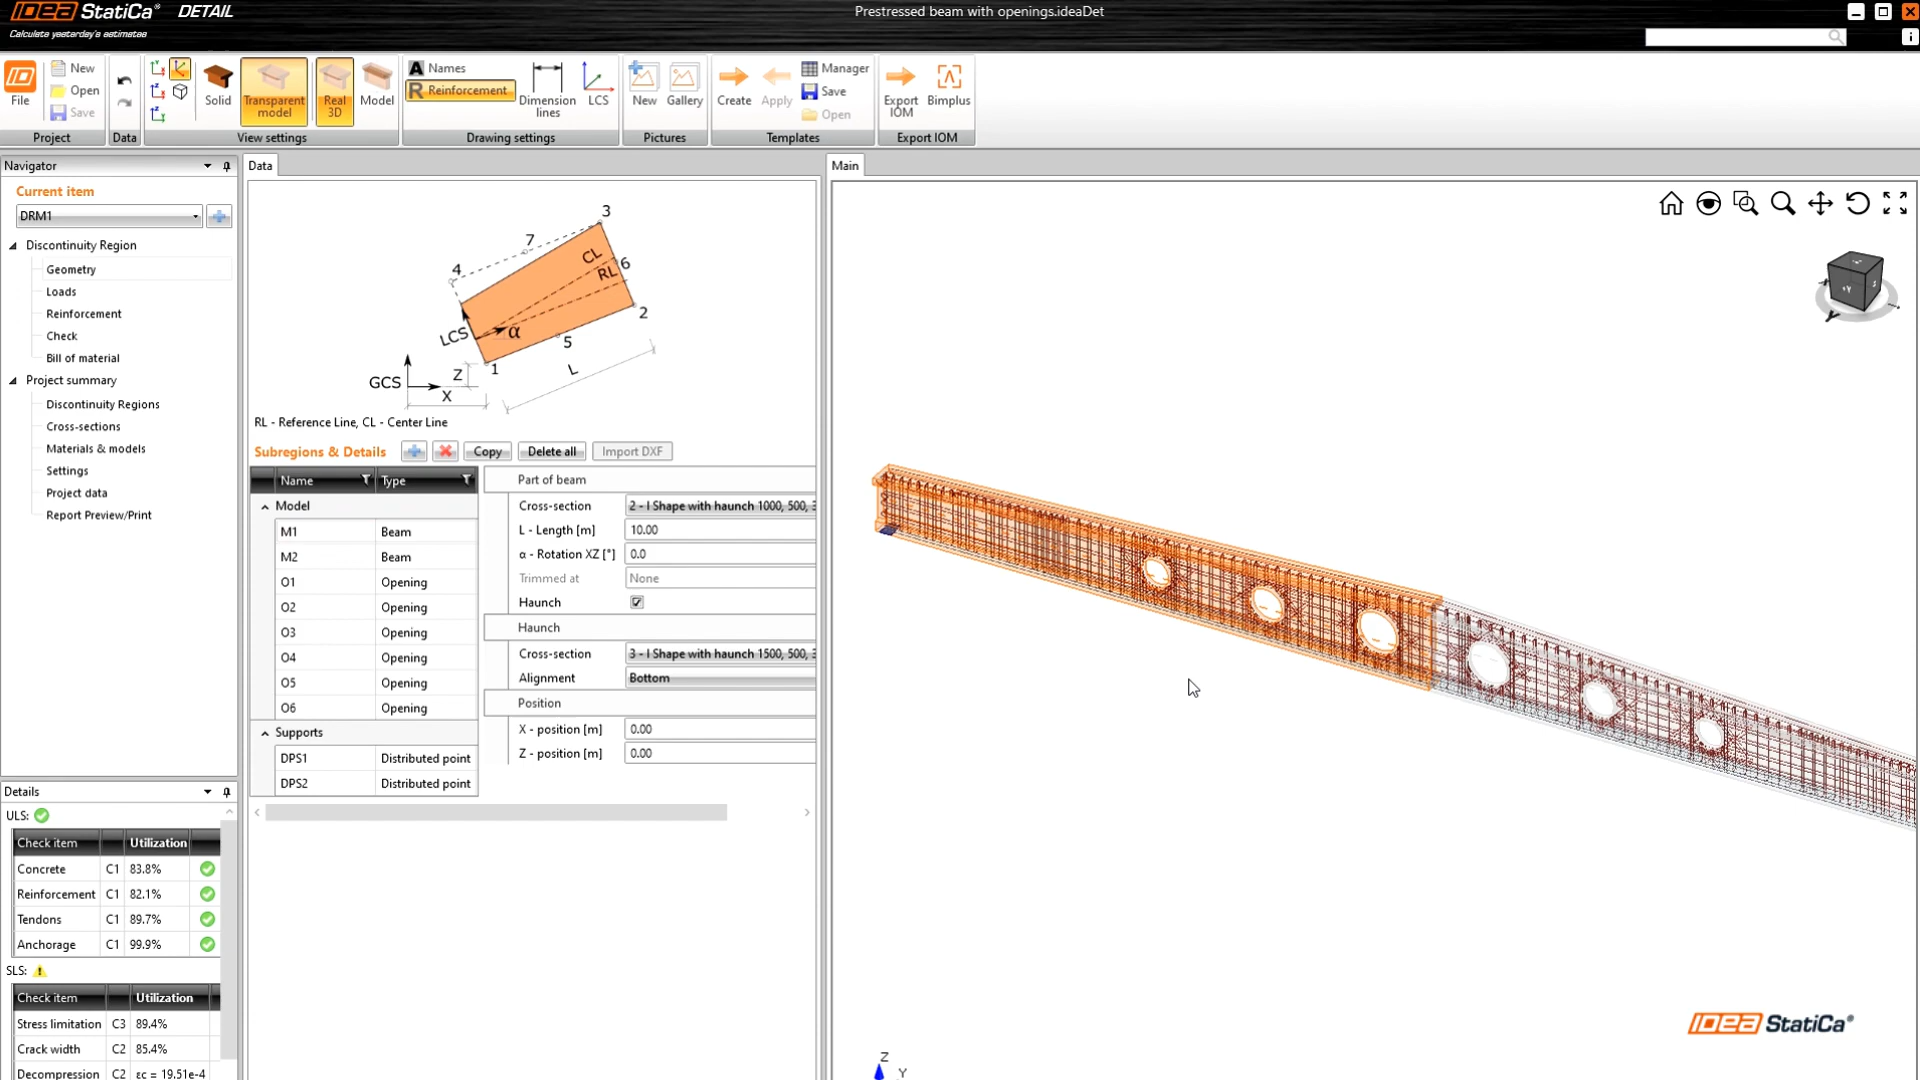 IDEA StatiCa® DETAIL
Calculate yesterday's estimates
Prestressed beam with openings.ideaDet
File
New
Open
Save
Project
Data
Solid
Transparent model
Real 3D
Model
View settings
Names
Reinforcement
Dimension lines
LCS
Drawing settings
New
Gallery
Pictures
Create
Apply
Manager
Save
Open
Templates
Export IOM
Bimplus
Export IOM
Navigator
Current item
DRM1
Discontinuity Region
Geometry
Loads
Reinforcement
Check
Bill of material
Project summary
Discontinuity Regions
Cross-sections
Materials & models
Settings
Project data
Report Preview/Print
Details
ULS:
Check item Utilization
Concrete C1 83.8%
Reinforcement C1 82.1%
Tendons C1 89.7%
Anchorage C1 99.9%
SLS:
Check item Utilization
Stress limitation C3 89.4%
Crack width C2 85.4%
Decompression C2 εc = 19.51e-4
Data
3
7
4
CL
6
RL
LCS
α
2
5
1
GCS
Z
X
L
RL - Reference Line, CL - Center Line
Subregions & Details Copy Delete all Import DXF
Name Type
Model
M1 Beam
M2 Beam
O1 Opening
O2 Opening
O3 Opening
O4 Opening
O5 Opening
O6 Opening
Supports
DPS1 Distributed point
DPS2 Distributed point
Part of beam
Cross-section 2 - I Shape with haunch 1000, 500, 3
L - Length [m] 10.00
α - Rotation XZ [°] 0.0
Trimmed at None
Haunch
Haunch
Cross-section 3 - I Shape with haunch 1500, 500, 3
Alignment Bottom
Position
X - position [m] 0.00
Z - position [m] 0.00
Main
IDEA StatiCa®
Z
Y